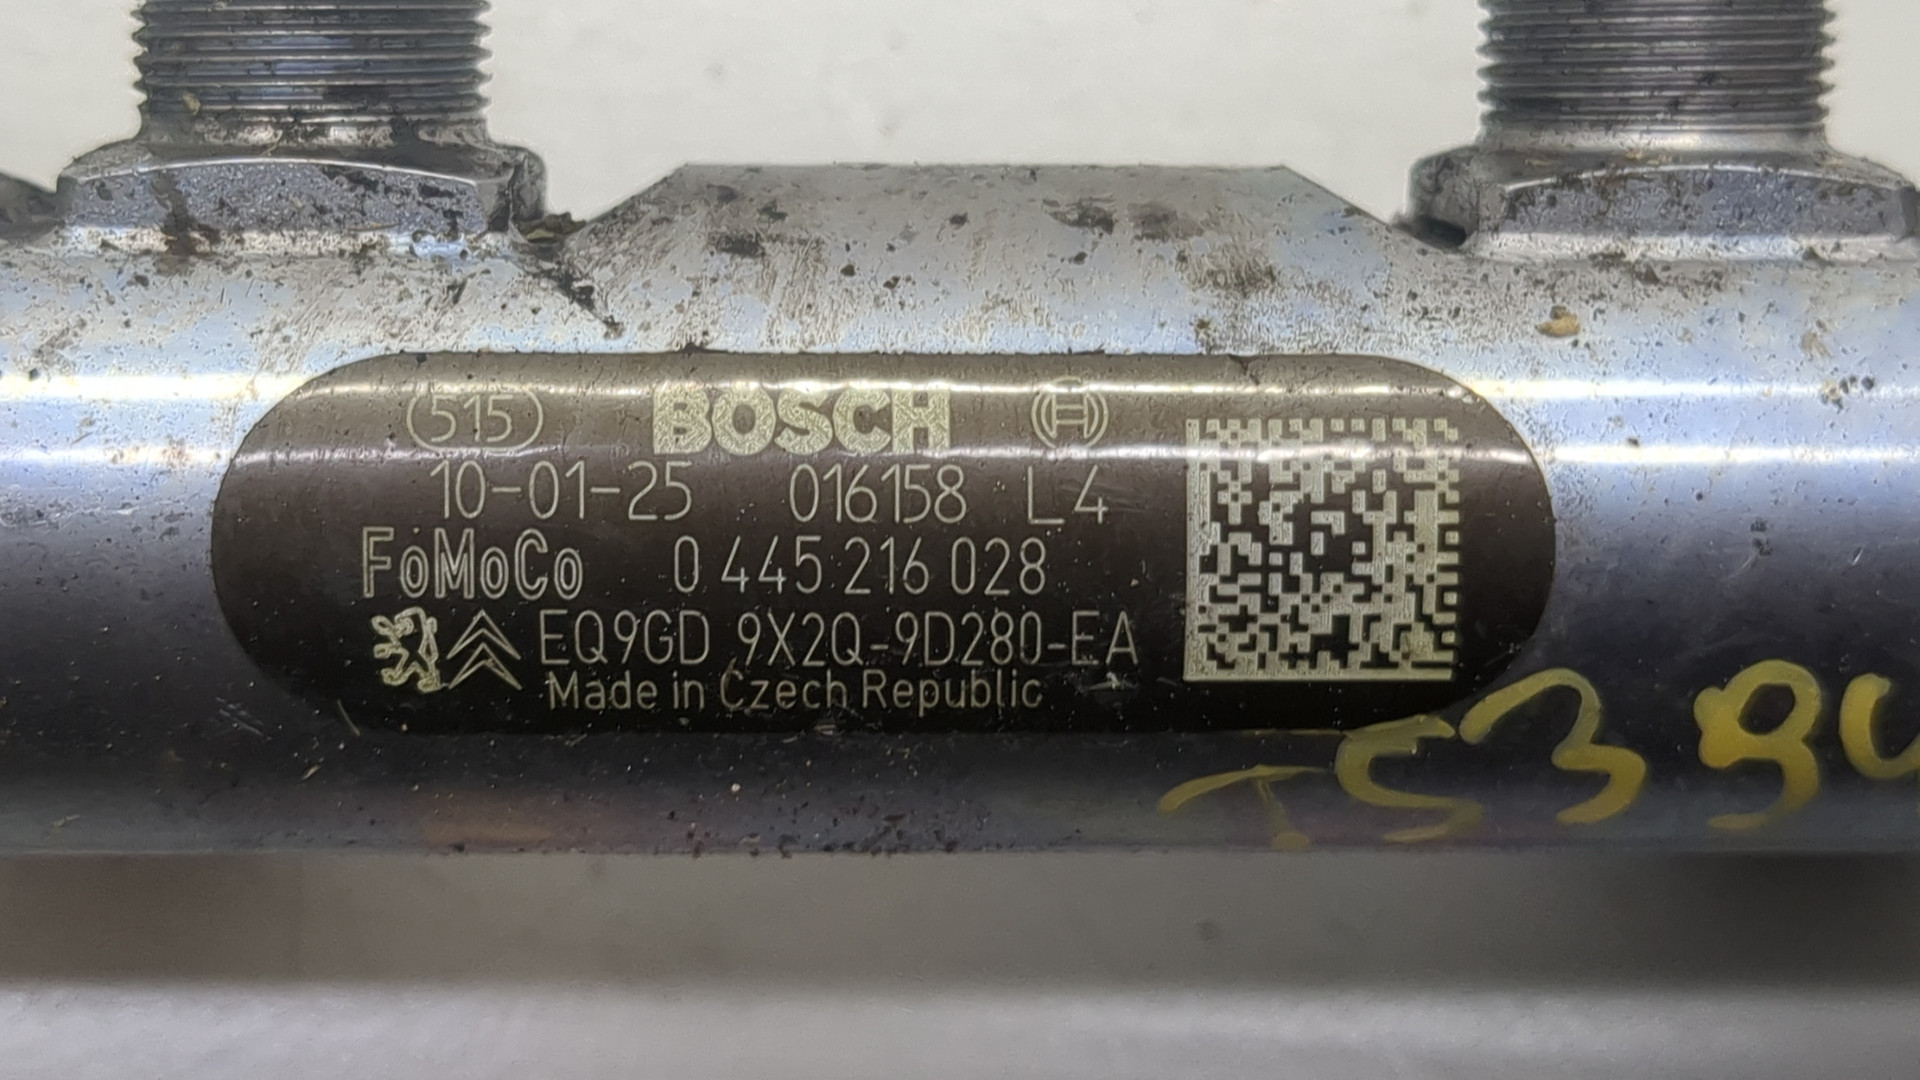 515 BOSCH
10-01-25 016158 L4
FoMoCo 0 445 216 028
EQ9GD 9X2Q-9D280-EA
Made in Czech Republic